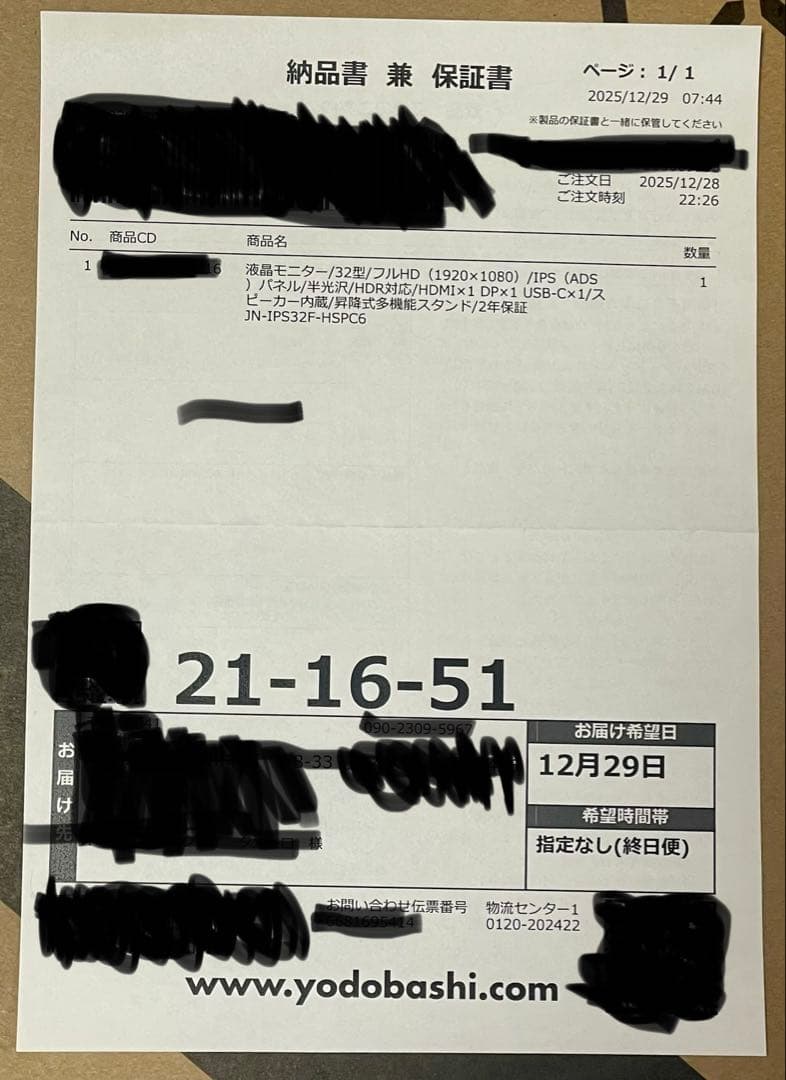 納品書 兼 保証書
ページ： 1/ 1
2025/12/29 07:44
※製品の保証書と一緒に保管してください
ご注文日 2025/12/28
ご注文時刻 22:26
No. 商品CD 商品名 数量
1 液晶モニター/32型/フルHD（1920×1080）/IPS（ADS 1
）パネル/半光沢/HDR対応/HDMI×1 DP×1 USB-C×1/ス
ピーカー内蔵/昇降式多機能スタンド/2年保証
JN-IPS32F-HSPC6
21-16-51
お届け先
様
お届け希望日
12月29日
希望時間帯
指定なし(終日便)
お問い合わせ伝票番号
物流センター1
0120-202422
www.yodobashi.com